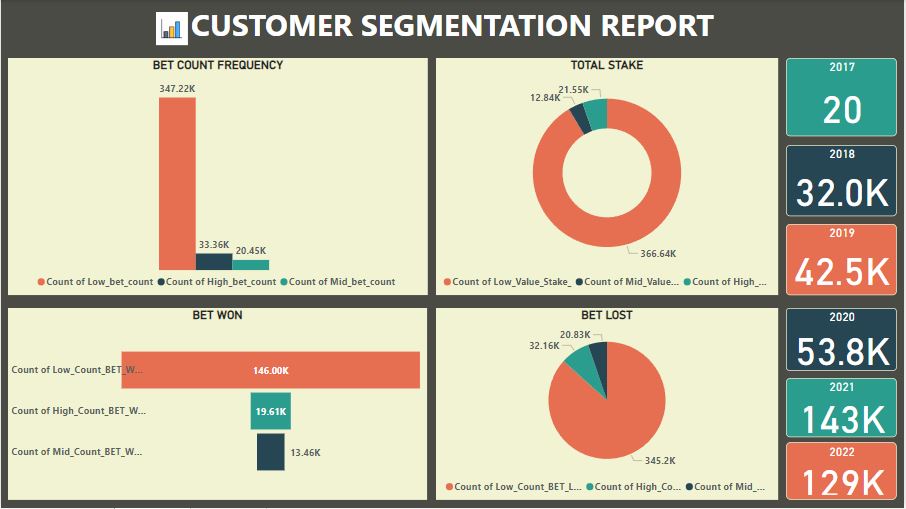 CUSTOMER SEGMENTATION REPORT
BET COUNT FREQUENCY
347.22K
33.36K
20.45K
Count of Low_bet_count Count of High_bet_count Count of Mid_bet_count
TOTAL STAKE
21.55K
12.84K
366.64K
Count of Low_Value_Stake_ Count of Mid_Value... Count of High_...
2017
20
2018
32.0K
2019
42.5K
BET WON
Count of Low_Count_BET_W...
146.00K
Count of High_Count_BET_W...
19.61K
Count of Mid_Count_BET_W...
13.46K
BET LOST
20.83K
32.16K
345.2K
Count of Low_Count_BET_L... Count of High_Co... Count of Mid_...
2020
53.8K
2021
143K
2022
129K